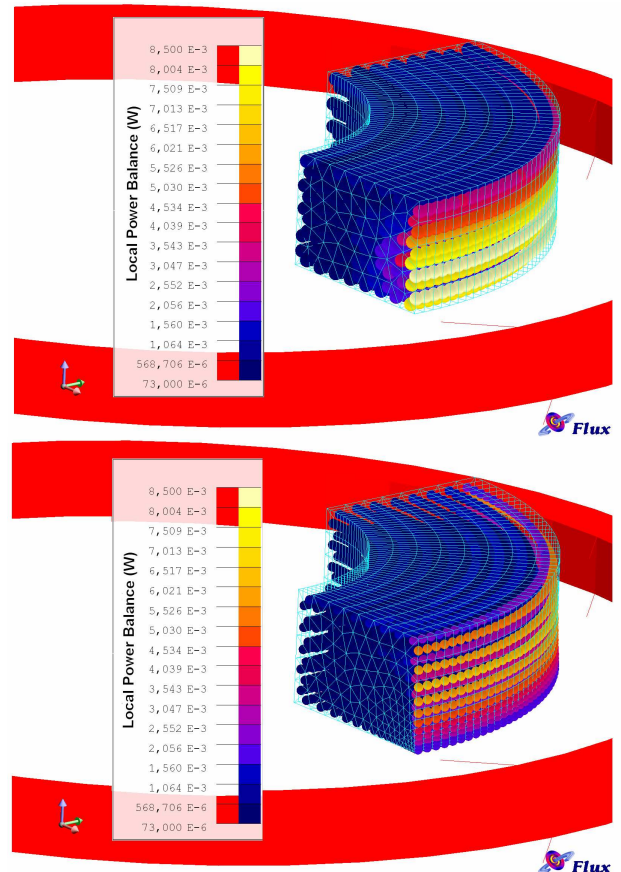 8,500 E-3
8,004 E-3
7,509 E-3
7,013 E-3
6,517 E-3
6,021 E-3
5,526 E-3
5,030 E-3
4,534 E-3
4,039 E-3
3,543 E-3
3,047 E-3
2,552 E-3
2,056 E-3
1,560 E-3
1,064 E-3
568,706 E-6
73,000 E-6
Local Power Balance (W)
Flux
8,500 E-3
8,004 E-3
7,509 E-3
7,013 E-3
6,517 E-3
6,021 E-3
5,526 E-3
5,030 E-3
4,534 E-3
4,039 E-3
3,543 E-3
3,047 E-3
2,552 E-3
2,056 E-3
1,560 E-3
1,064 E-3
568,706 E-6
73,000 E-6
Local Power Balance (W)
Flux